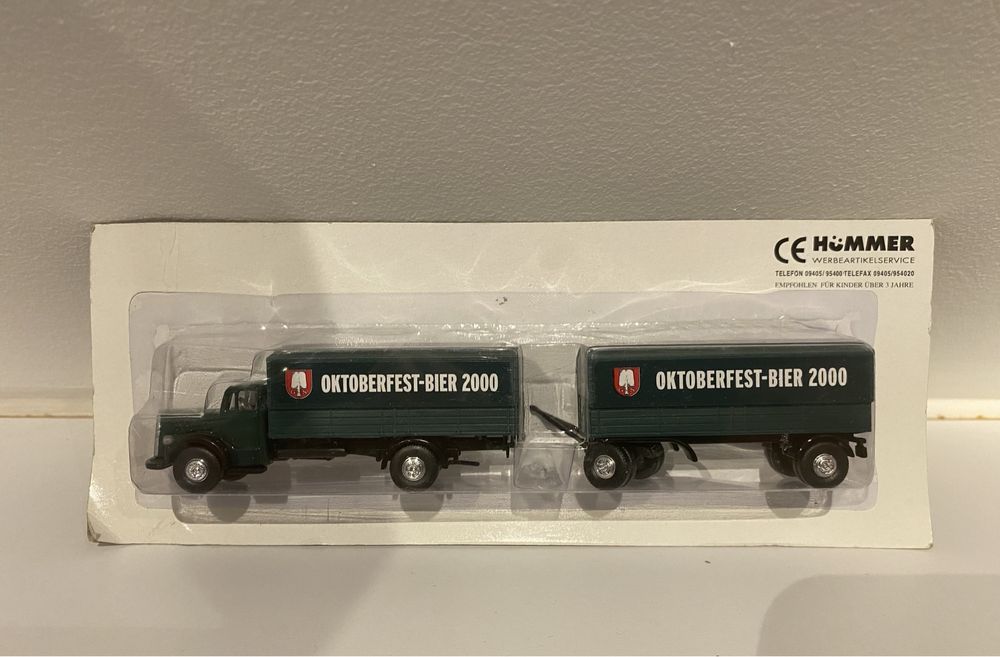 CE HÜMMER
WERBEARTIKELSERVICE
TELEFON 09405/ 95400·TELEFAX 09405/954020
EMPFOHLEN FÜR KINDER ÜBER 3 JAHRE
OKTOBERFEST-BIER 2000
OKTOBERFEST-BIER 2000